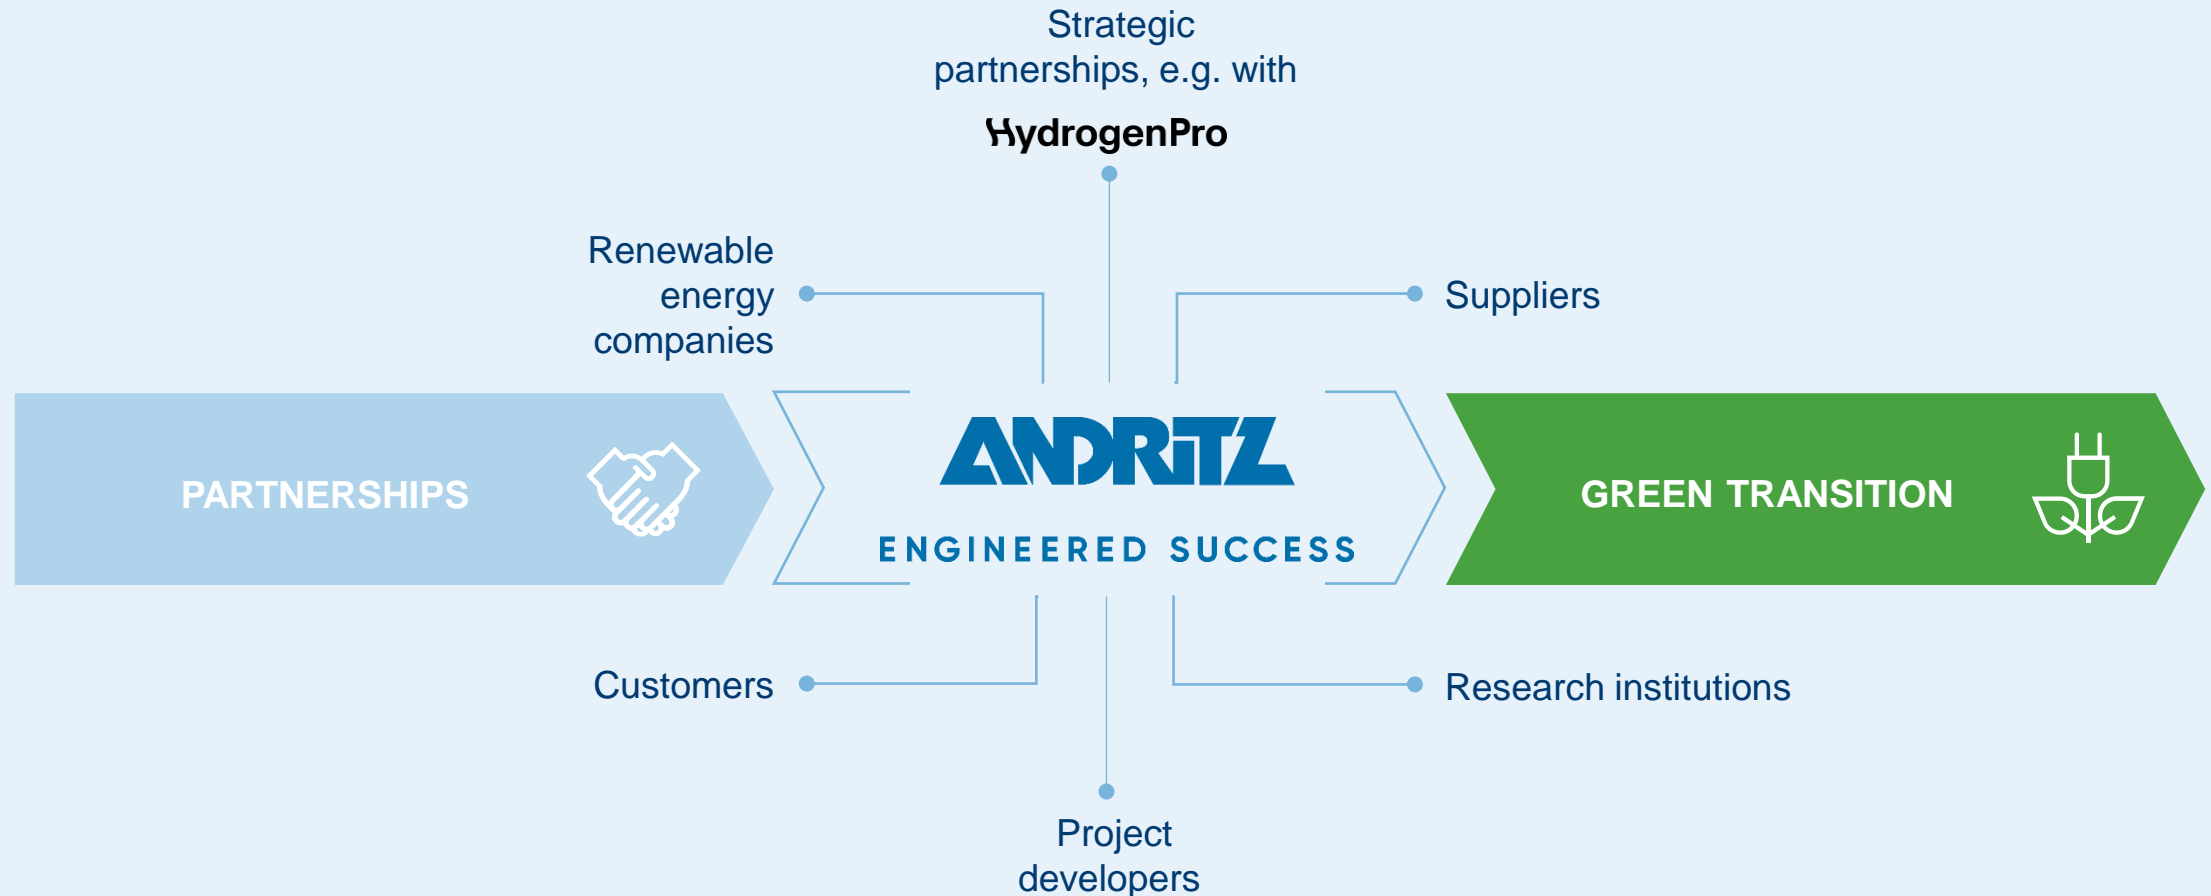 Strategic
partnerships, e.g. with
HydrogenPro
Renewable
energy
companies
Suppliers
PARTNERSHIPS
ANDRITZ
ENGINEERED SUCCESS
GREEN TRANSITION
Customers
Research institutions
Project
developers